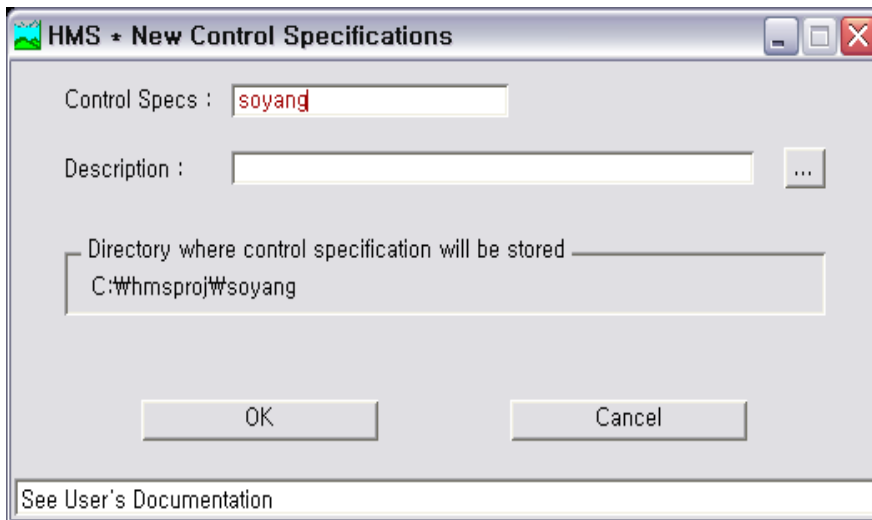 HMS * New Control Specifications
Control Specs :
soyang
Description :
...
Directory where control specification will be stored
C:₩hmsproj₩soyang
OK
Cancel
See User's Documentation